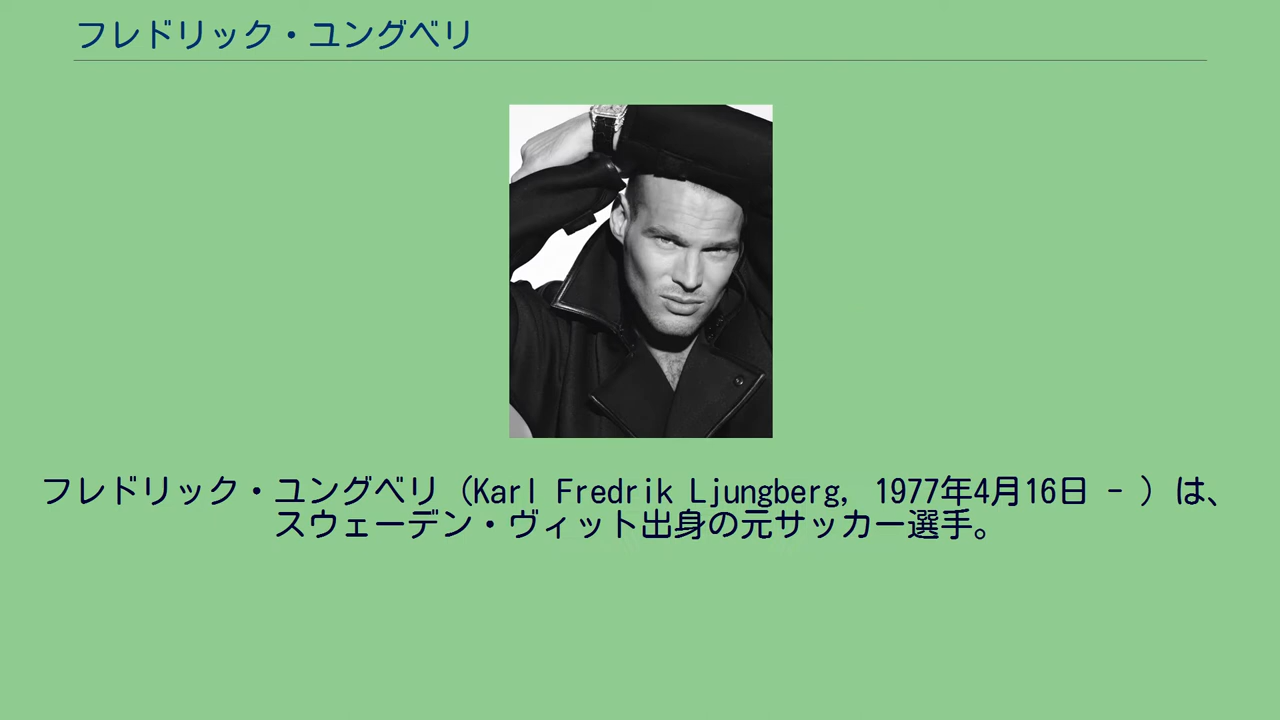 フレドリック・ユングベリ
フレドリック・ユングベリ（Karl Fredrik Ljungberg, 1977年4月16日 - ）は、
スウェーデン・ヴィット出身の元サッカー選手。